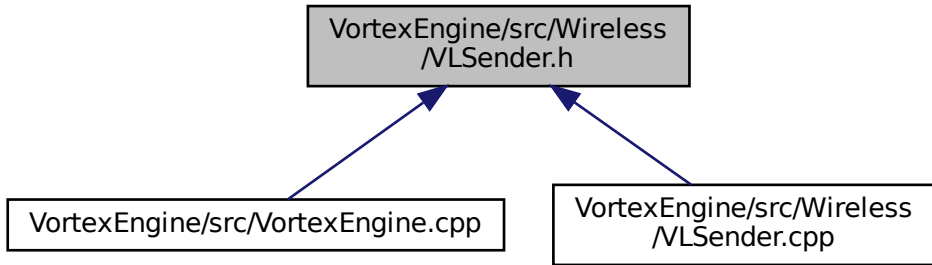 VortexEngine/src/Wireless
/VLSender.h
VortexEngine/src/VortexEngine.cpp
VortexEngine/src/Wireless
/VLSender.cpp